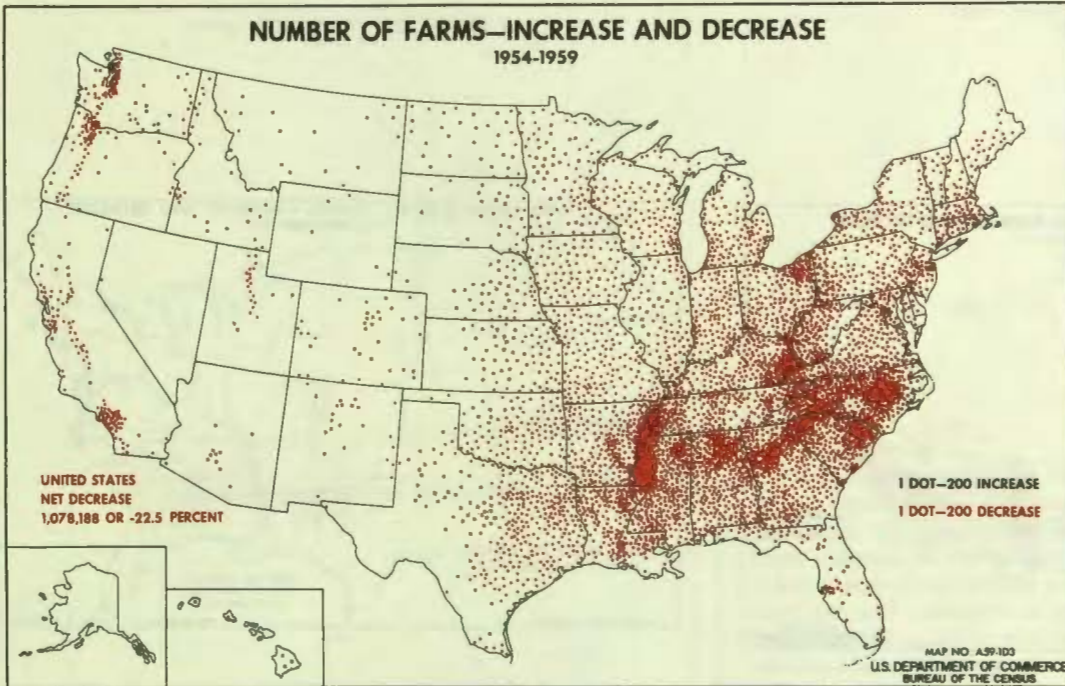 NUMBER OF FARMS—INCREASE AND DECREASE
1954-1959
UNITED STATES
NET DECREASE
1,078,188 OR -22.5 PERCENT
1 DOT—200 INCREASE
1 DOT—200 DECREASE
MAP NO. A59-1D3
U.S. DEPARTMENT OF COMMERCE
BUREAU OF THE CENSUS